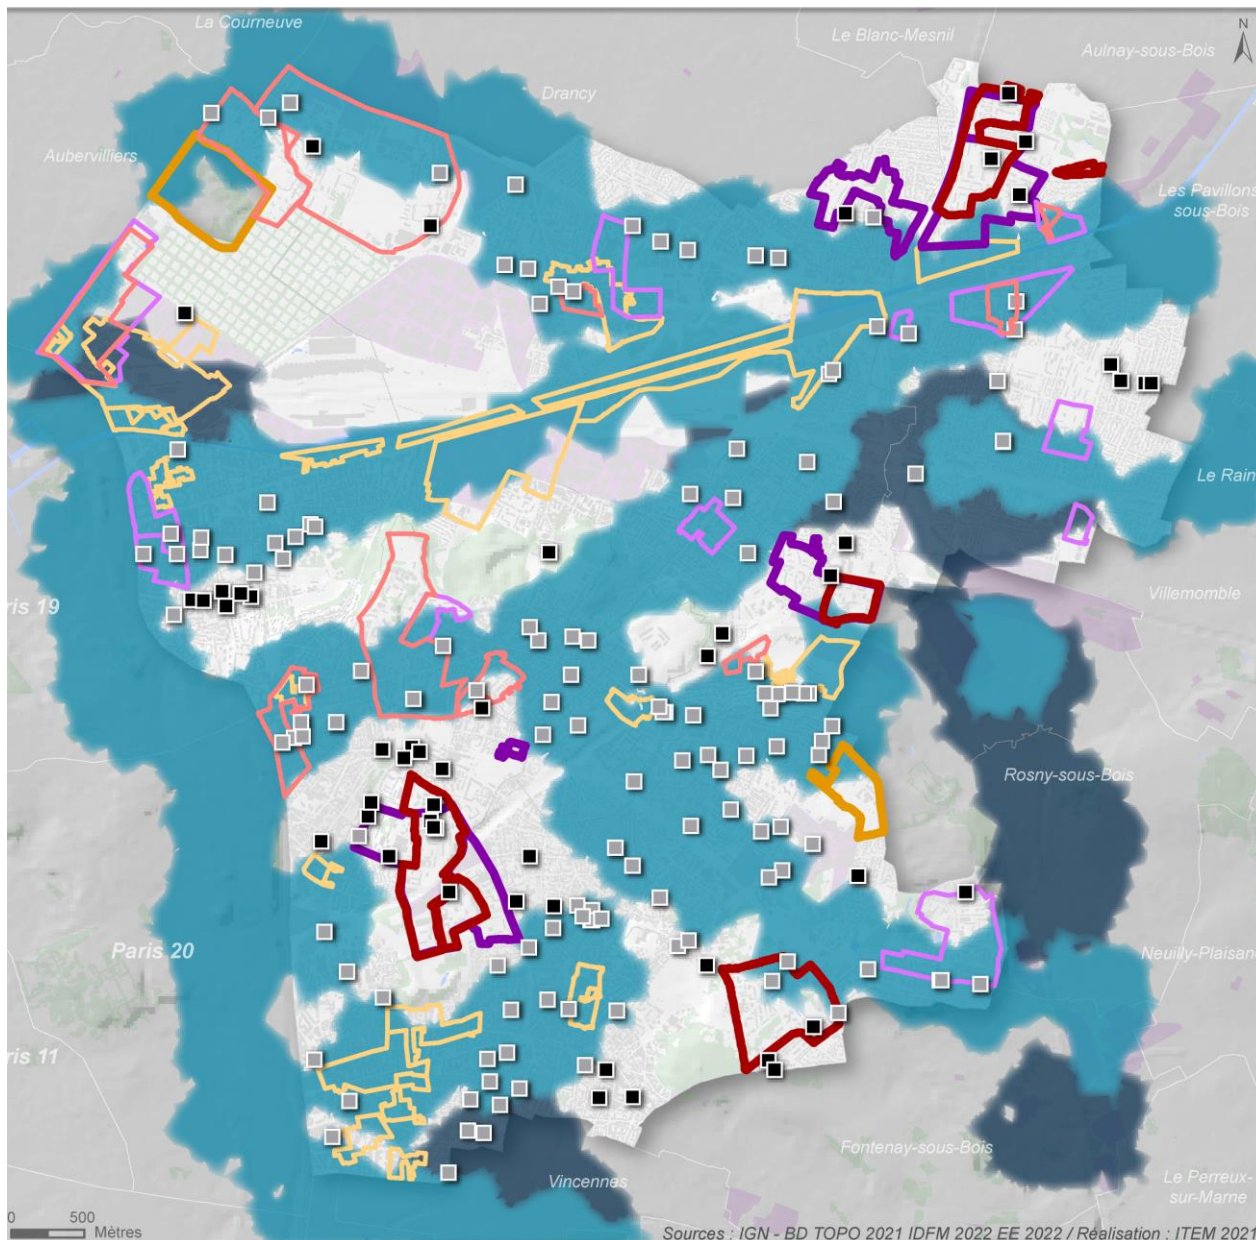 La Courneuve
Le Blanc-Mesnil
N
Aulnay-sous-Bois
Drancy
Aubervilliers
Les Pavillons
sous-Bois
Le Rain
ris 19
Villemomble
Rosny-sous-Bois
Paris 20
Neuilly-Plaisanc
ris 11
Fontenay-sous-Bois
Vincennes
Le Perreux-
sur-Marne
0 500
Mètres
Sources : IGN - BD TOPO 2021 IDFM 2022 EE 2022 / Réalisation : ITEM 2021